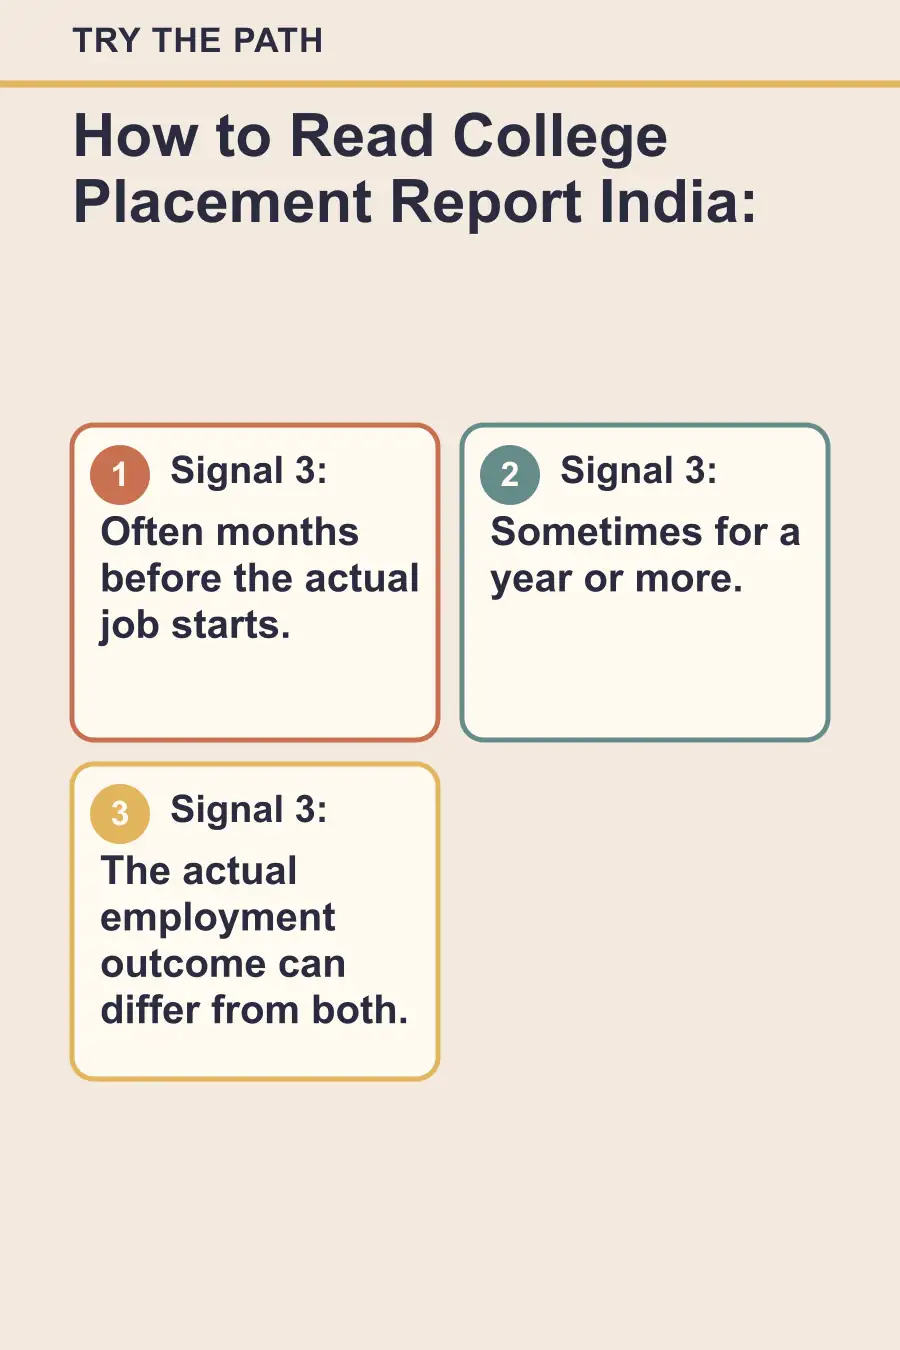 TRY THE PATH
How to Read College
Placement Report India:
1 Signal 3:
Often months
before the actual
job starts.
2 Signal 3:
Sometimes for a
year or more.
3 Signal 3:
The actual
employment
outcome can
differ from both.